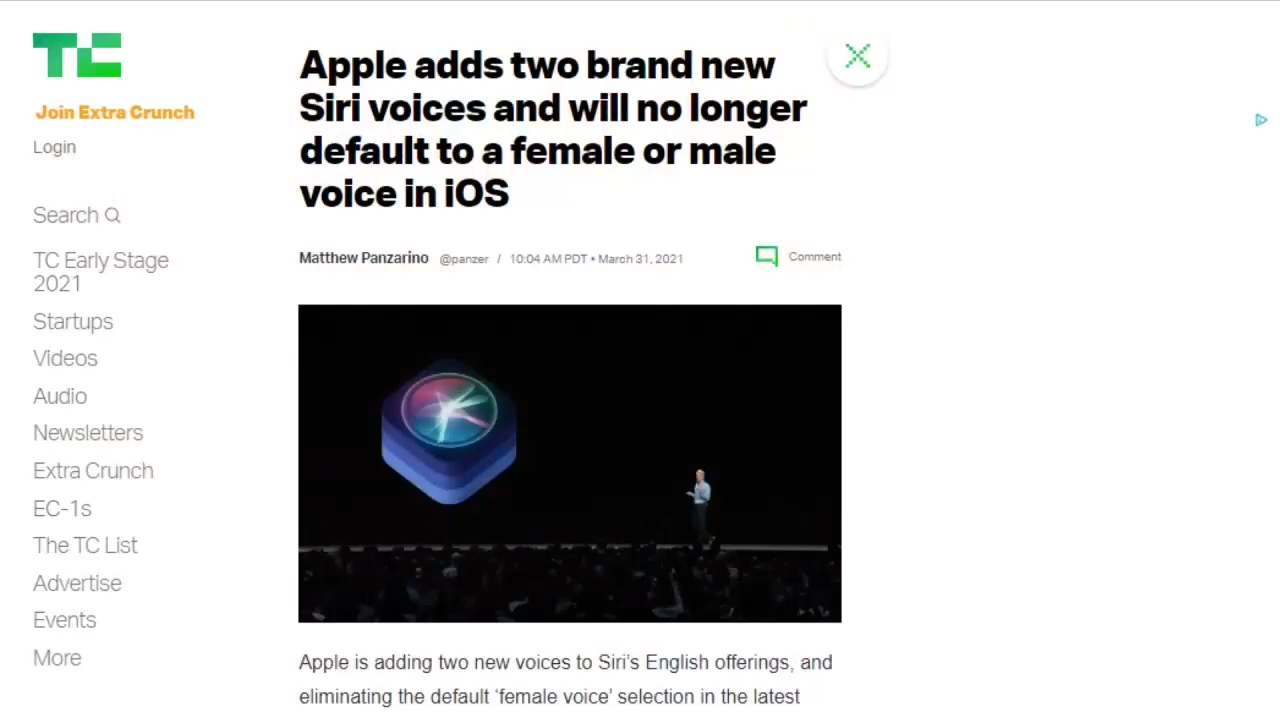 TC
Join Extra Crunch
Login
Search
TC Early Stage
2021
Startups
Videos
Audio
Newsletters
Extra Crunch
EC-1s
The TC List
Advertise
Events
More
Apple adds two brand new
Siri voices and will no longer
default to a female or male
voice in iOS
Matthew Panzarino @panzer / 10:04 AM PDT • March 31, 2021
Comment
Apple is adding two new voices to Siri’s English offerings, and
eliminating the default ‘female voice’ selection in the latest